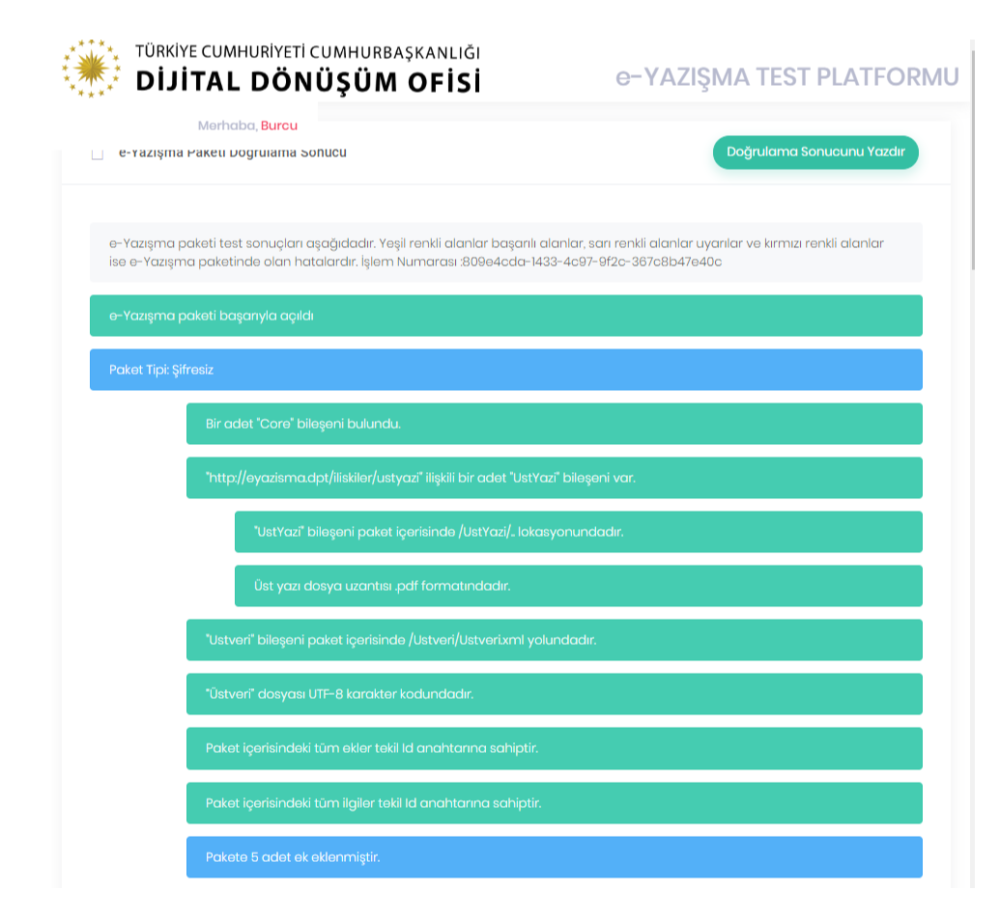 TÜRKİYE CUMHURİYETİ CUMHURBAŞKANLIĞI
DİJİTAL DÖNÜŞÜM OFİSİ
e-YAZIŞMA TEST PLATFORMU
Merhaba, Burcu
e-Yazışma Paketi Doğrulama Sonucu
Doğrulama Sonucunu Yazdır
e-Yazışma paketi test sonuçları aşağıdadır. Yeşil renkli alanlar başarılı alanlar, sarı renkli alanlar uyarılar ve kırmızı renkli alanlar
ise e-Yazışma paketinde olan hatalardır. İşlem Numarası :809e4cda-1433-4c97-9f2c-367c8b47e40c
e-Yazışma paketi başarıyla açıldı
Paket Tipi: Şifresiz
Bir adet "Core" bileşeni bulundu.
"http://eyazisma.dpt/iliskiler/ustyazi" ilişkili bir adet "UstYazi" bileşeni var.
"UstYazi" bileşeni paket içerisinde /UstYazi/.. lokasyonundadır.
Üst yazı dosya uzantısı .pdf formatındadır.
"Ustveri" bileşeni paket içerisinde /Ustveri/Ustveri.xml yolundadır.
"Üstveri" dosyası UTF-8 karakter kodundadır.
Paket içerisindeki tüm ekler tekil Id anahtarına sahiptir.
Paket içerisindeki tüm ilgiler tekil Id anahtarına sahiptir.
Pakete 5 adet ek eklenmiştir.